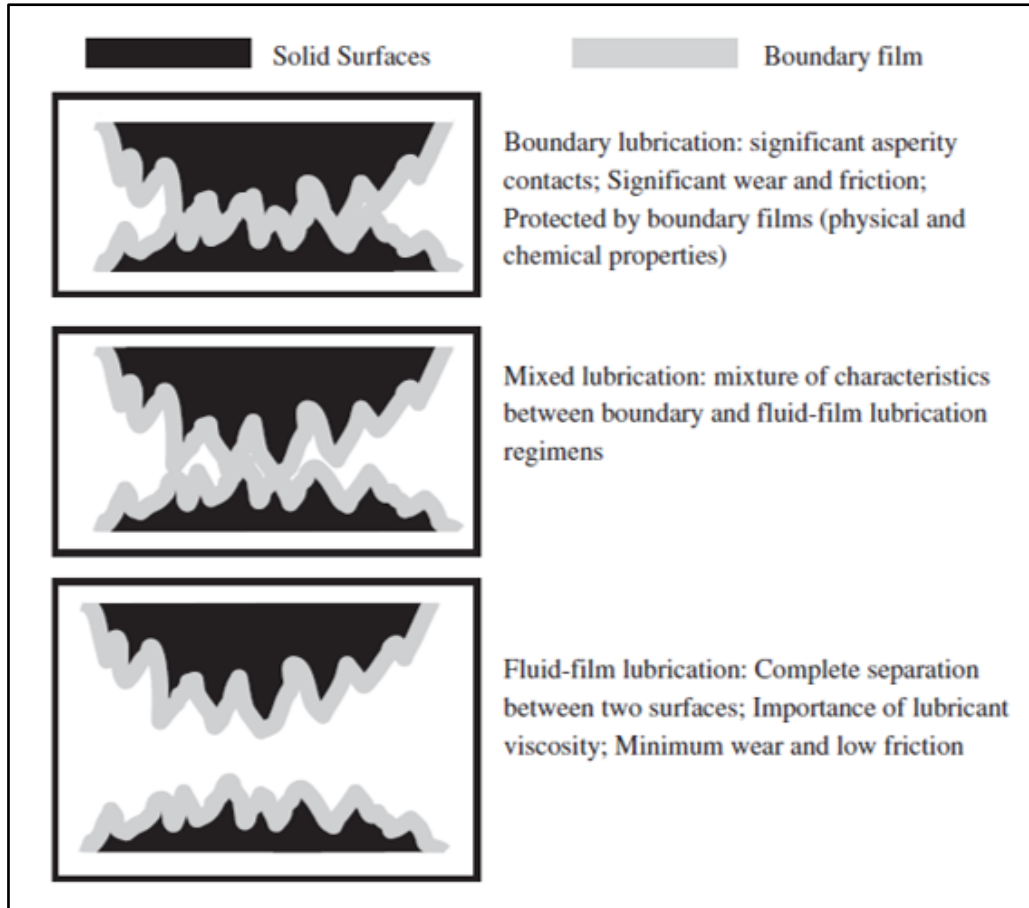 Solid Surfaces
Boundary film
Boundary lubrication: significant asperity
contacts; Significant wear and friction;
Protected by boundary films (physical and
chemical properties)
Mixed lubrication: mixture of characteristics
between boundary and fluid-film lubrication
regimens
Fluid-film lubrication: Complete separation
between two surfaces; Importance of lubricant
viscosity; Minimum wear and low friction